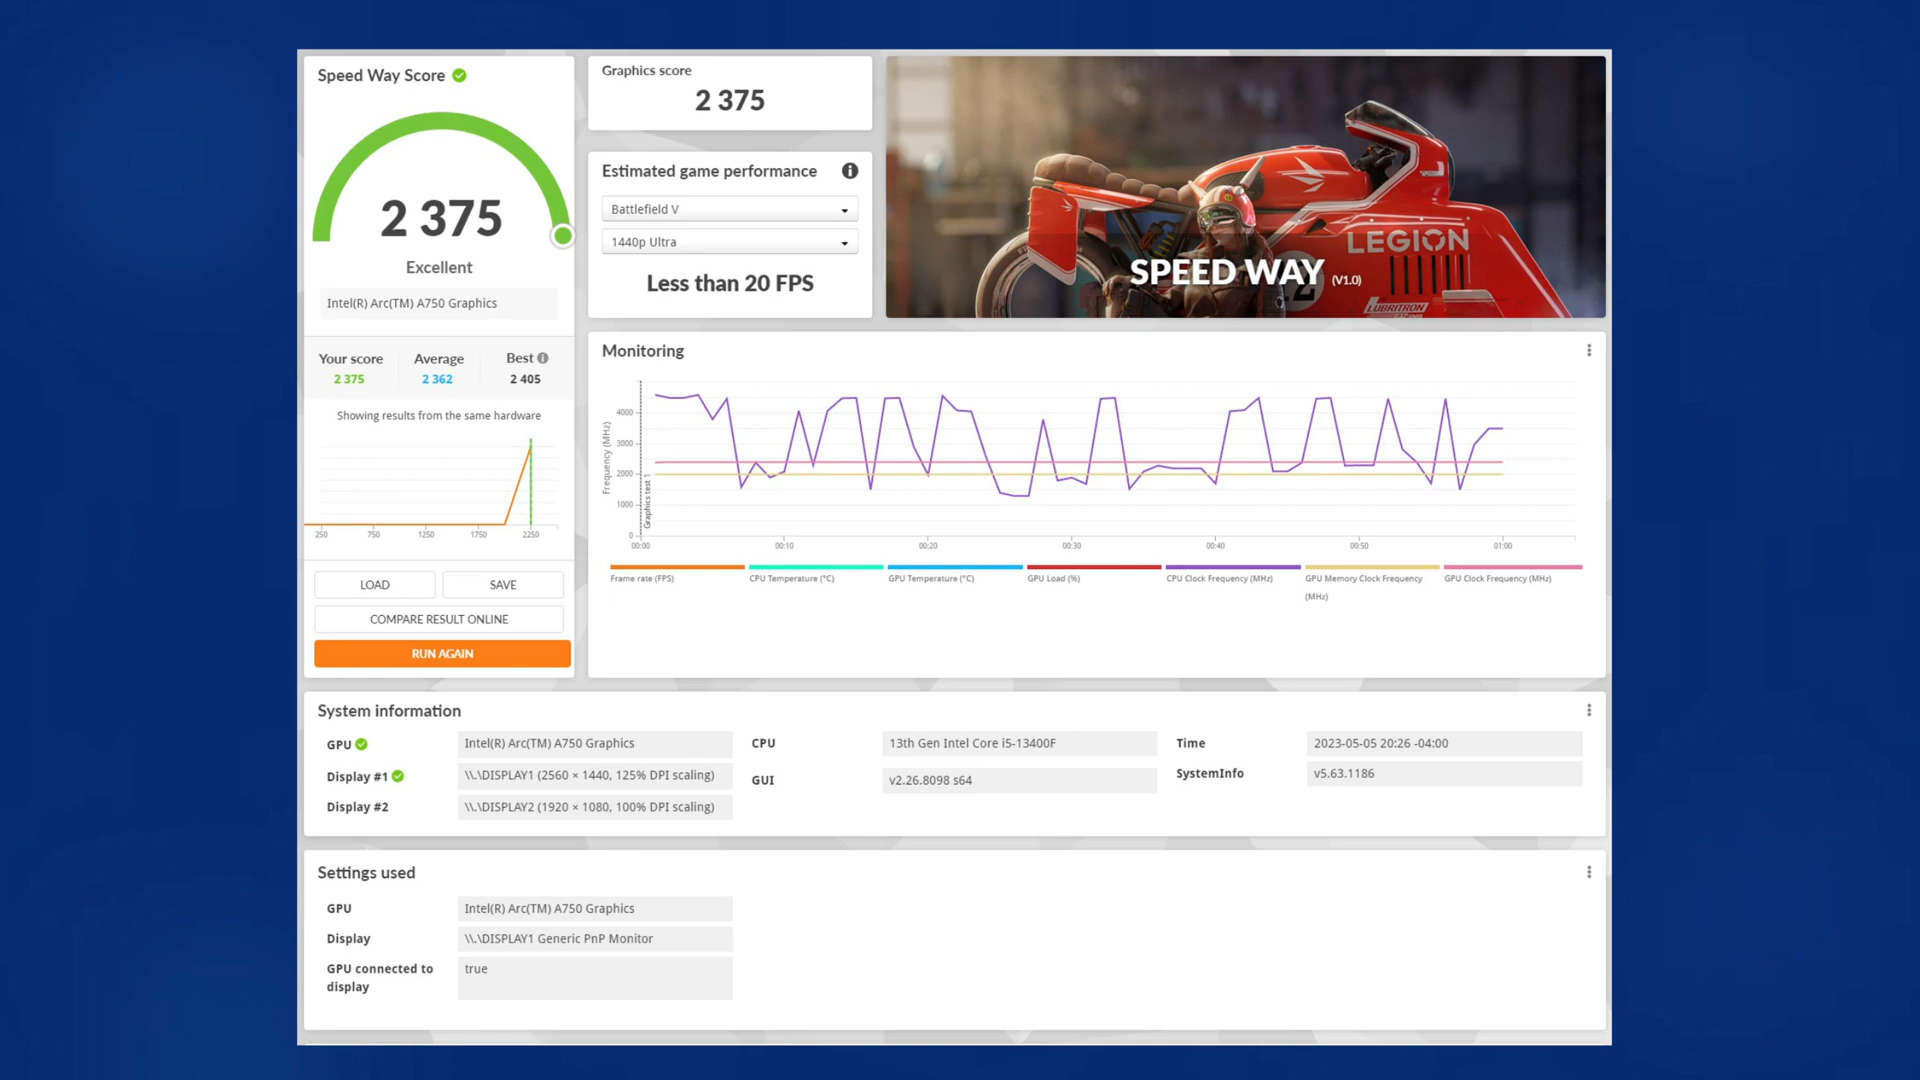 Speed Way Score
2 375
Excellent
Intel(R) Arc(TM) A750 Graphics
Your score
Average
Best
2 375
2 362
2 405
Showing results from the same hardware
250
750
1250
1750
2250
LOAD
SAVE
COMPARE RESULT ONLINE
RUN AGAIN
Graphics score
2 375
Estimated game performance
Battlefield V
1440p Ultra
Less than 20 FPS
LEGION
SPEED WAY (V1.0)
2
LUBRITRON
RACING
Monitoring
Frequency (MHz)
4000
3000
2000
1000
0
Graphics test 1
00:00
00:10
00:20
00:30
00:40
00:50
01:00
Frame rate (FPS)
CPU Temperature (°C)
GPU Temperature (°C)
GPU Load (%)
CPU Clock Frequency (MHz)
GPU Memory Clock Frequency
(MHz)
GPU Clock Frequency (MHz)
System information
GPU
Intel(R) Arc(TM) A750 Graphics
Display #1
\\.\DISPLAY1 (2560 × 1440, 125% DPI scaling)
Display #2
\\.\DISPLAY2 (1920 × 1080, 100% DPI scaling)
CPU
13th Gen Intel Core i5-13400F
GUI
v2.26.8098 s64
Time
2023-05-05 20:26 -04:00
SystemInfo
v5.63.1186
Settings used
GPU
Intel(R) Arc(TM) A750 Graphics
Display
\\.\DISPLAY1 Generic PnP Monitor
GPU connected to
display
true